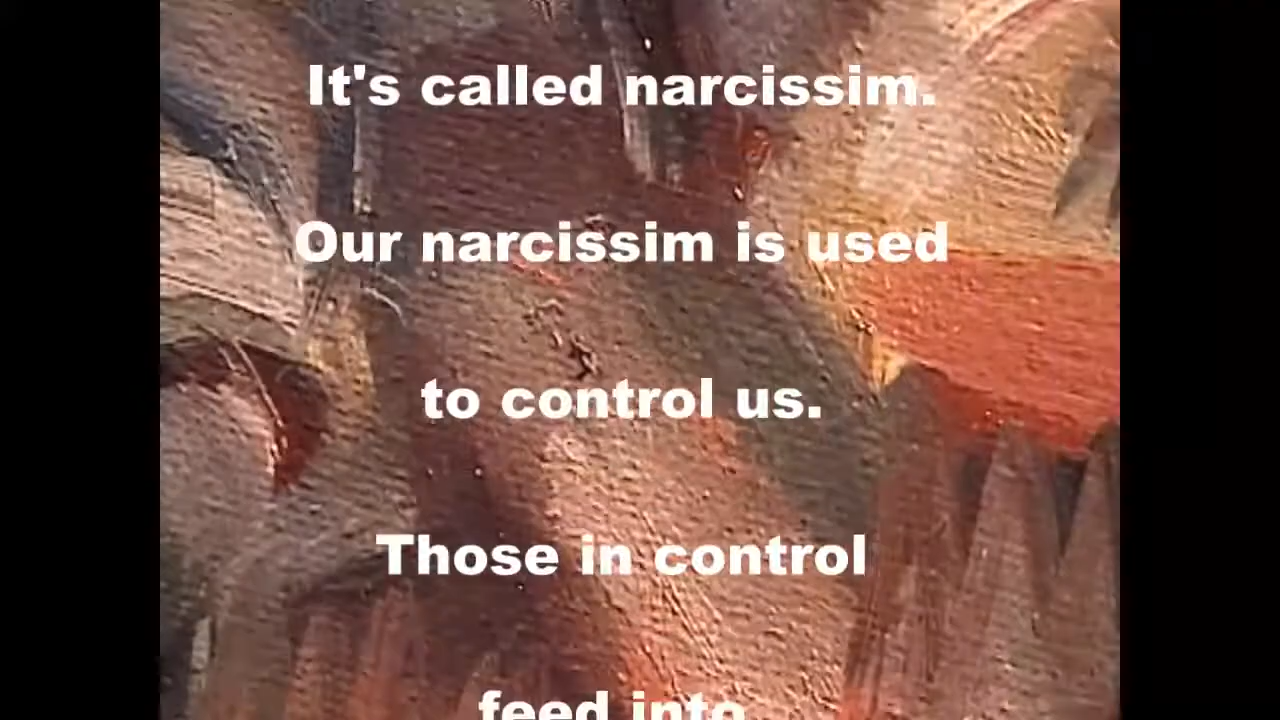 It's called narcissim.
Our narcissim is used
to control us.
Those in control
feed into